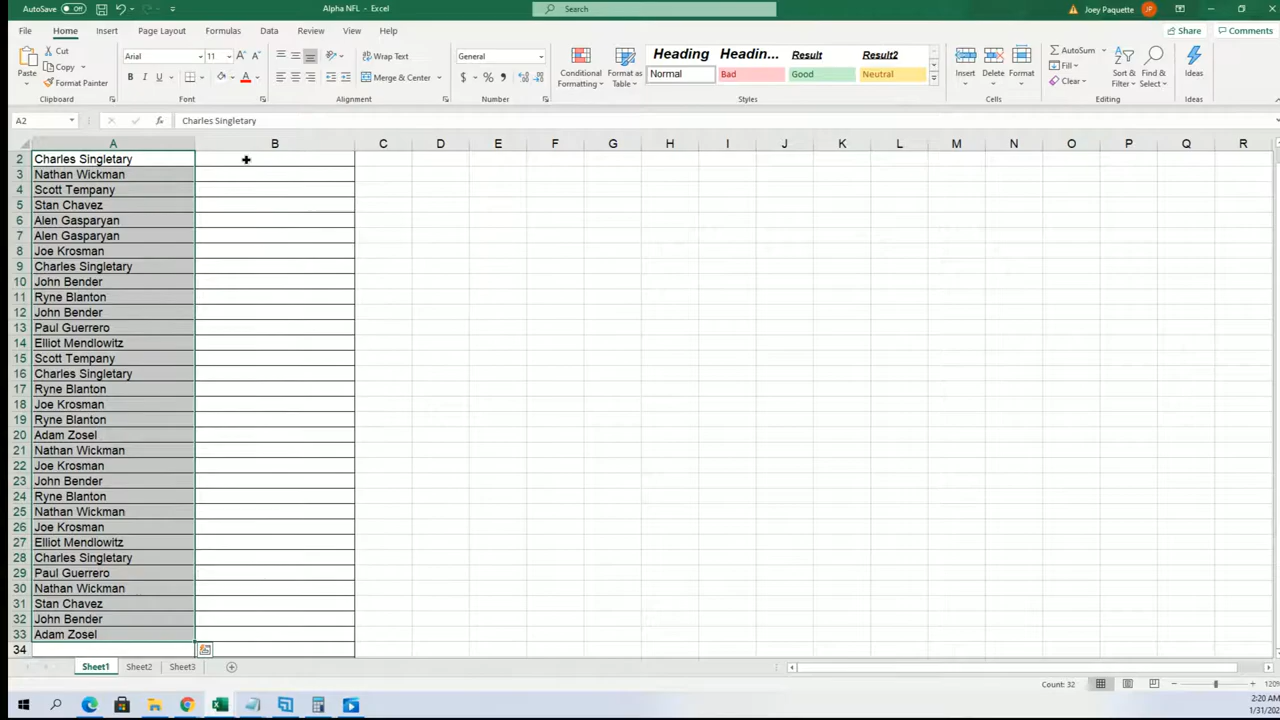 AutoSave Off Alpha NFL - Excel Search Joey Paquette JP
File Home Insert Page Layout Formulas Data Review View Help Share Comments
Paste Cut Copy Format Painter Clipboard
Arial 11 B I U A Font
Wrap Text Merge & Center Alignment
General $ % Number
Conditional Formatting Format as Table
Heading Headin... Result Result2
Normal Bad Good Neutral Styles
Insert Delete Format Cells
AutoSum Fill Clear Sort & Filter Find & Select Editing
Ideas Ideas
A2 fx Charles Singletary
A B C D E F G H I J K L M N O P Q R
2 Charles Singletary
3 Nathan Wickman
4 Scott Tempany
5 Stan Chavez
6 Alen Gasparyan
7 Alen Gasparyan
8 Joe Krosman
9 Charles Singletary
10 John Bender
11 Ryne Blanton
12 John Bender
13 Paul Guerrero
14 Elliot Mendlowitz
15 Scott Tempany
16 Charles Singletary
17 Ryne Blanton
18 Joe Krosman
19 Ryne Blanton
20 Adam Zosel
21 Nathan Wickman
22 Joe Krosman
23 John Bender
24 Ryne Blanton
25 Nathan Wickman
26 Joe Krosman
27 Elliot Mendlowitz
28 Charles Singletary
29 Paul Guerrero
30 Nathan Wickman
31 Stan Chavez
32 John Bender
33 Adam Zosel
34
Sheet1 Sheet2 Sheet3
Count: 32
2:20 AM